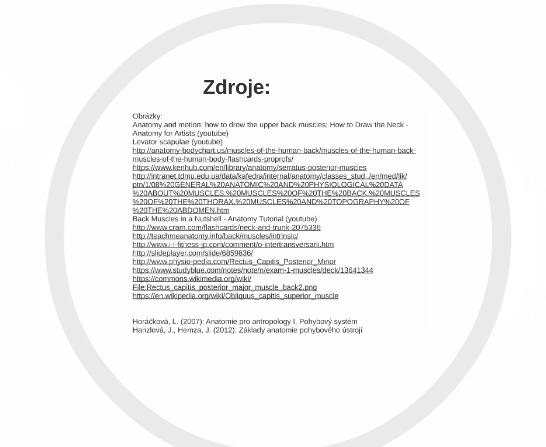 Zdroje:
Obrázky:
Anatomy and motion: how to drow the upper back muscles; How to Draw the Neck -
Anatomy for Artists (youtube)
Levator scapulae (youtube)
http://anatomy-bodychart.us/muscles-of-the-human-back/muscles-of-the-human-back-
muscles-of-the-human-body-flashcards-proprofs/
https://www.kenhub.com/en/library/anatomy/serratus-posterior-muscles
http://intranet.tdmu.edu.ua/data/kafedra/internal/anatomy/classes_stud../en/med/lik/
ptn/1/08%20GENERAL%20ANATOMIC%20AND%20PHYSIOLOGICAL%20DATA
%20ABOUT%20MUSCLES.%20MUSCLES%20OF%20THE%20BACK.%20MUSCLES
%20OF%20THE%20THORAX.%20MUSCLES%20AND%20TOPOGRAPHY%20OF
%20THE%20ABDOMEN.htm
Back Muscles in a Nutshell - Anatomy Tutorial (youtube)
http://www.cram.com/flashcards/neck-and-trunk-2075336
http://teachmeanatomy.info/back/muscles/intrinsic/
http://www.i-l-fitness-jp.com/comment/o-intertransversarii.htm
http://slideplayer.com/slide/6859836/
http://www.physio-pedia.com/Rectus_Capitis_Posterior_Minor
https://www.studyblue.com/notes/note/n/exam-1-muscles/deck/13641344
https://commons.wikimedia.org/wiki/
File:Rectus_capitis_posterior_major_muscle_back2.png
https://en.wikipedia.org/wiki/Obliquus_capitis_superior_muscle
Horáčková, L. (2007): Anatomie pro antropology I, Pohybový systém
Hanzlová, J., Hemza, J. (2012): Základy anatomie pohybového ústrojí